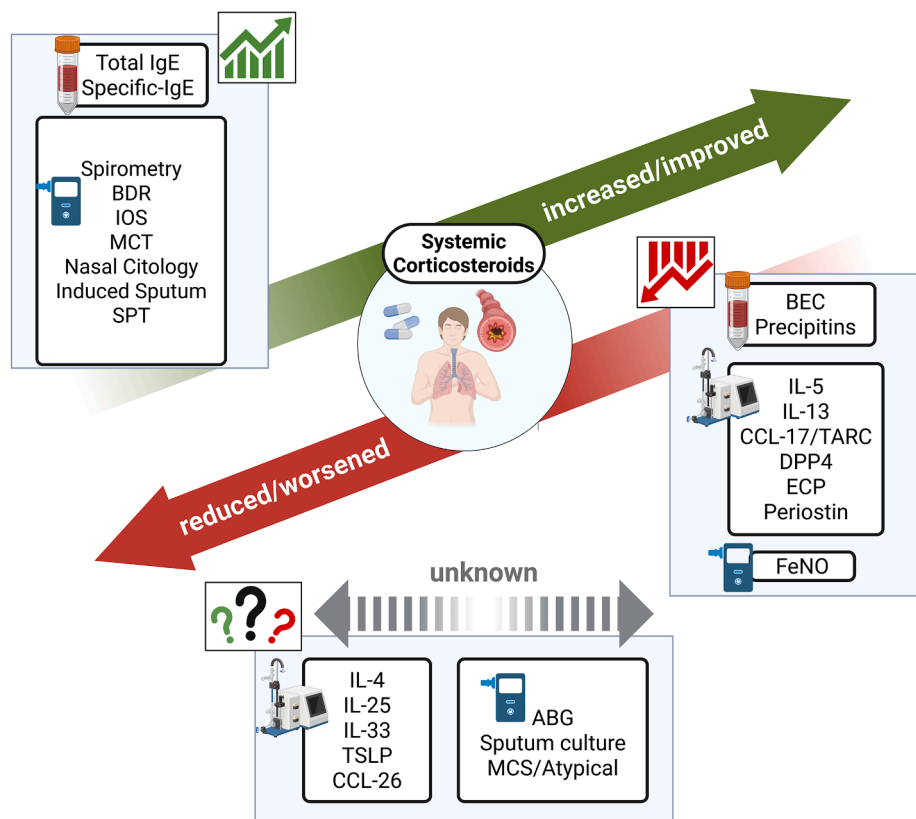 Total IgE
Specific-IgE
Spirometry
BDR
IOS
MCT
Nasal Citology
Induced Sputum
SPT
increased/improved
Systemic
Corticosteroids
BEC
Precipitins
IL-5
IL-13
CCL-17/TARC
DPP4
ECP
Periostin
FeNO
reduced/worsened
unknown
???
IL-4
IL-25
IL-33
TSLP
CCL-26
ABG
Sputum culture
MCS/Atypical